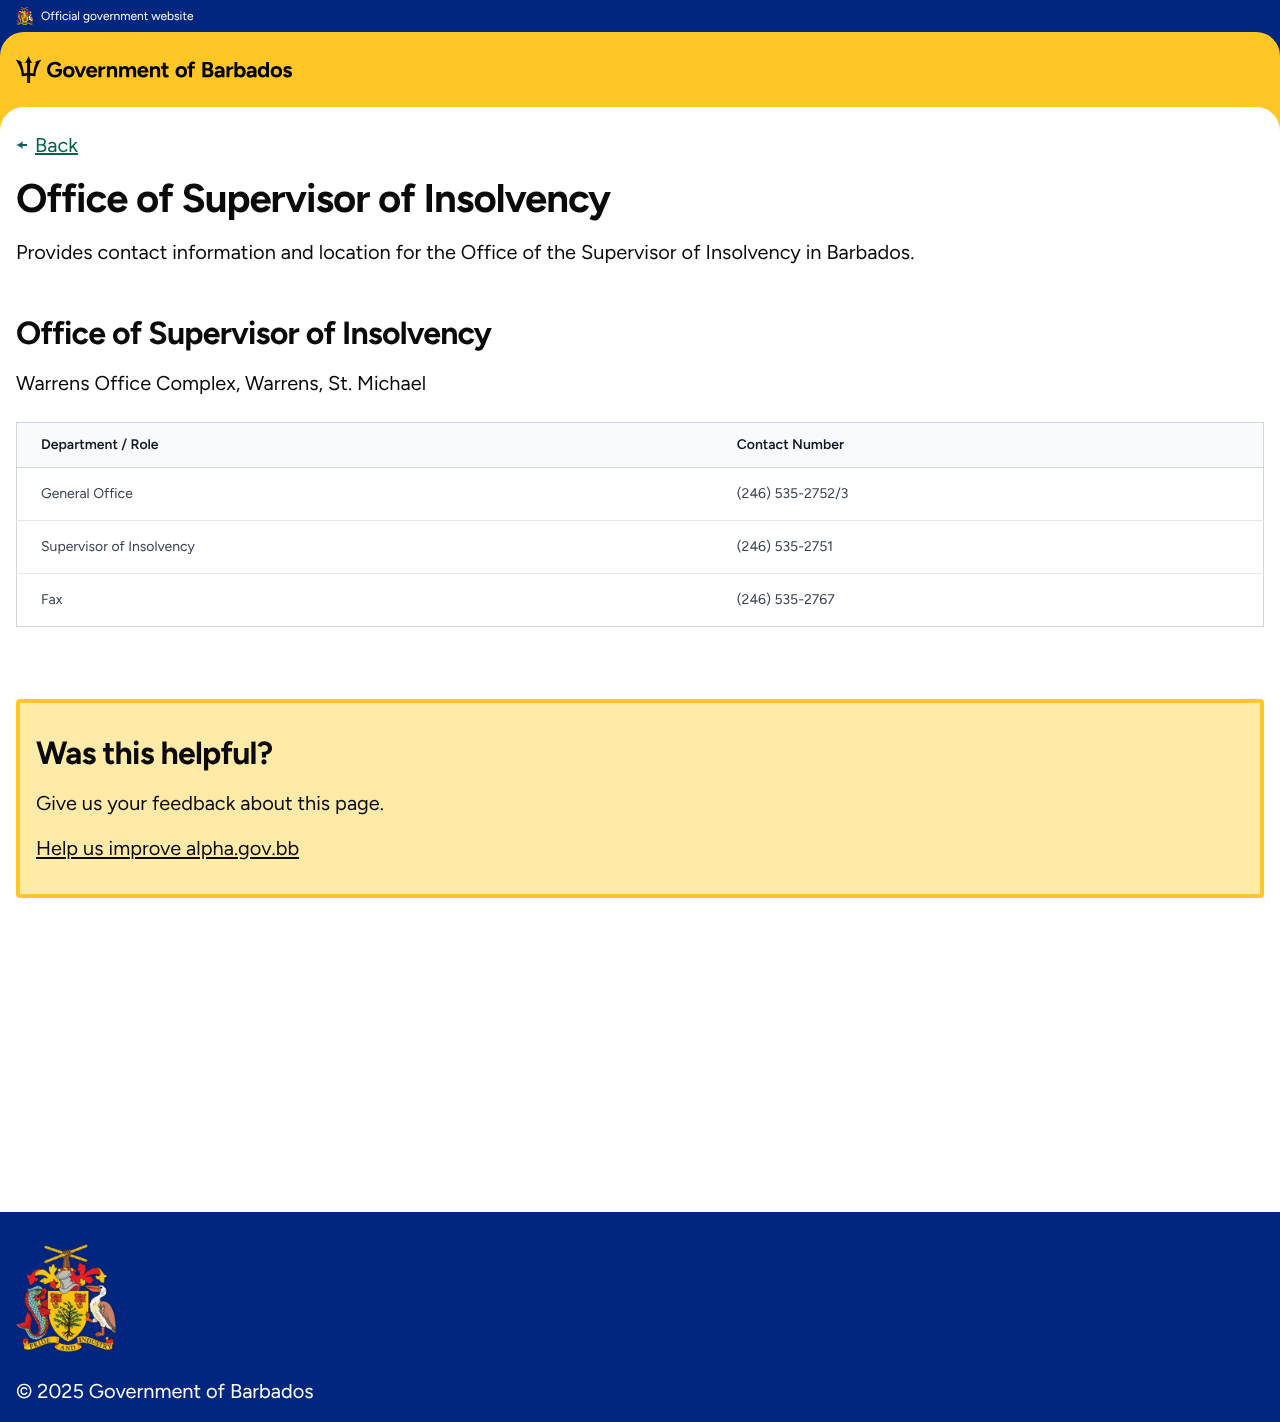 Official government website
Government of Barbados
Back
Office of Supervisor of Insolvency
Provides contact information and location for the Office of the Supervisor of Insolvency in Barbados.
Office of Supervisor of Insolvency
Warrens Office Complex, Warrens, St. Michael
Department / Role Contact Number
General Office (246) 535-2752/3
Supervisor of Insolvency (246) 535-2751
Fax (246) 535-2767
Was this helpful?
Give us your feedback about this page.
Help us improve alpha.gov.bb
PRIDE AND INDUSTRY
© 2025 Government of Barbados